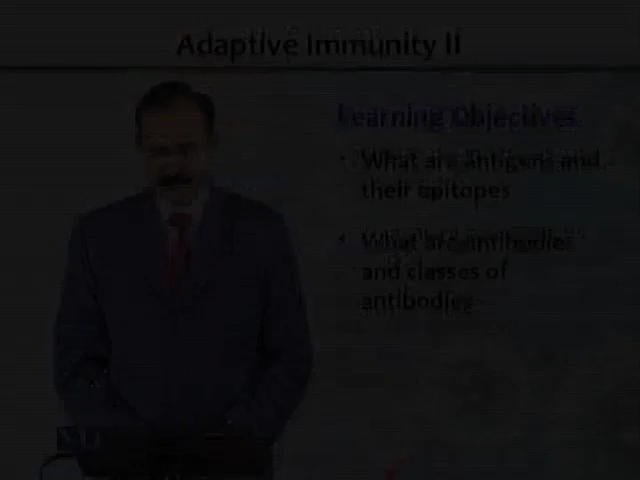 Adaptive Immunity II
Learning Objectives
• What are antigens and
their epitopes
• What are antibodies
and classes of
antibodies